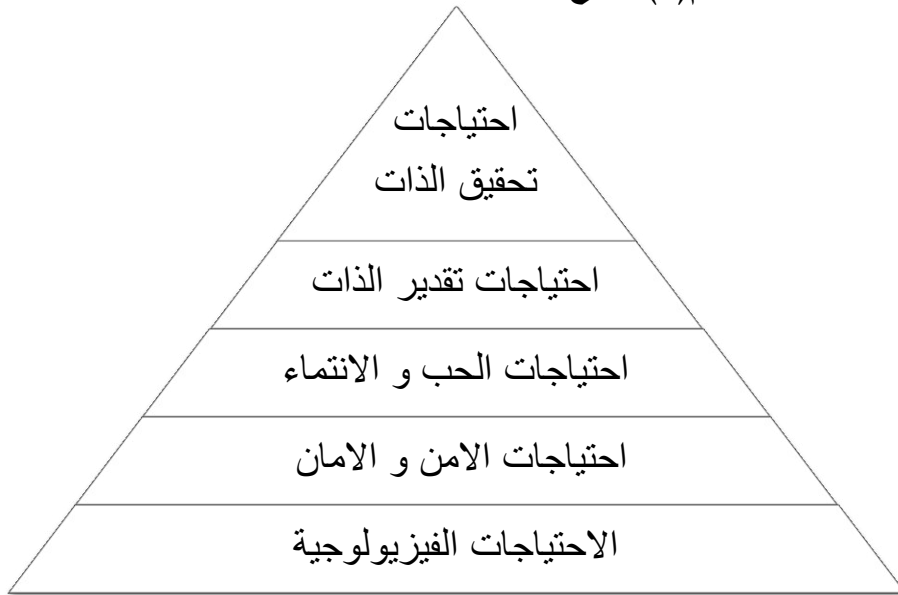 احتياجات
تحقيق الذات
احتياجات تقدير الذات
احتياجات الحب و الانتماء
احتياجات الامن و الامان
الاحتياجات الفيزيولوجية